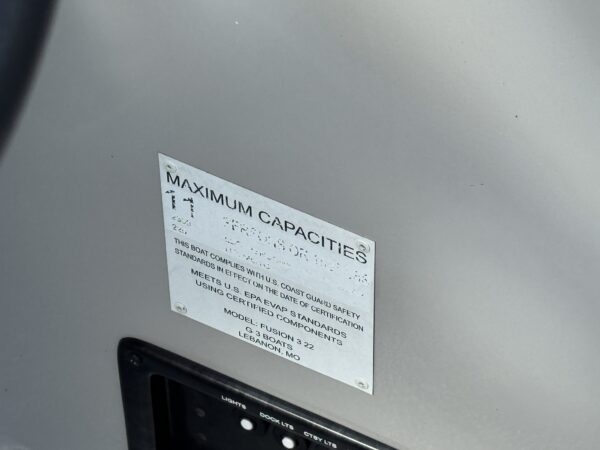 MAXIMUM CAPACITIES
11 PERSONS OR
THIS BOAT COMPLIES WITH U.S. COAST GUARD SAFETY
STANDARDS IN EFFECT ON THE DATE OF CERTIFICATION
MEETS U.S. EPA EVAP STANDARDS
USING CERTIFIED COMPONENTS
MODEL: FUSION 3 22
G 3 BOATS
LEBANON, MO
LIGHTS
DOCK LTS
CTSY LTS